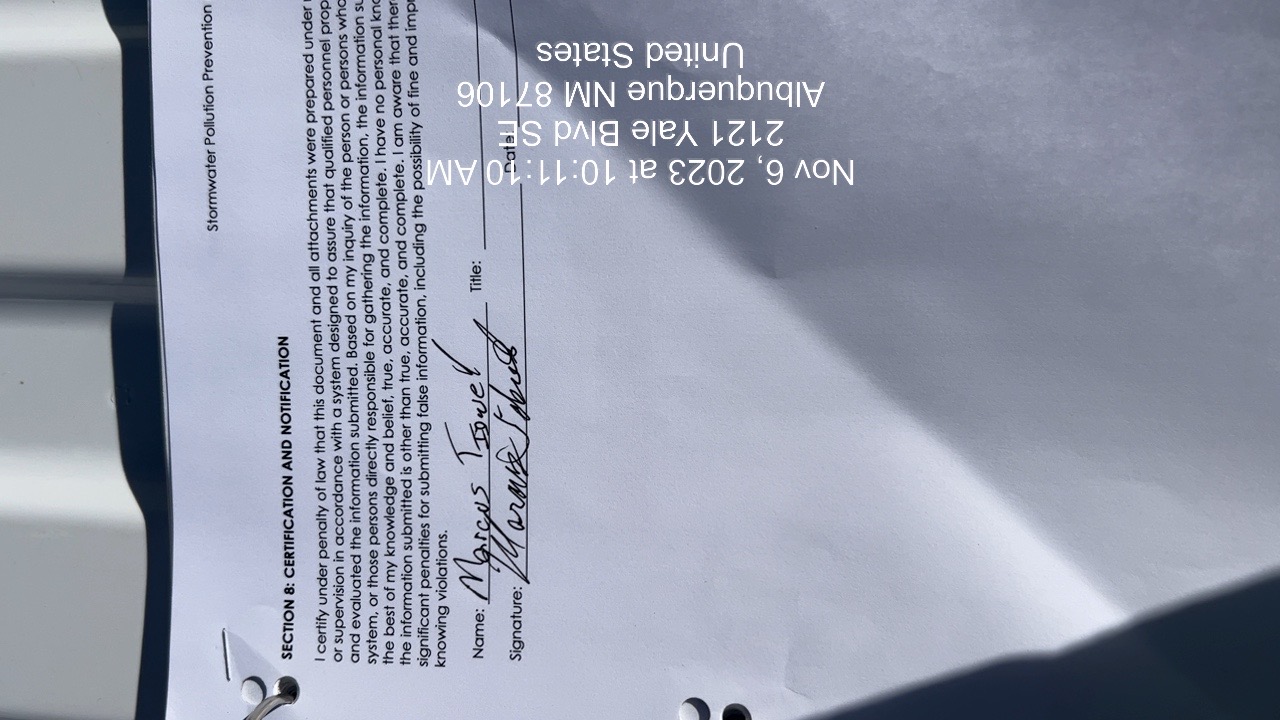 Stormwater Pollution Prevention
SECTION 8: CERTIFICATION AND NOTIFICATION
I certify under penalty of law that this document and all attachments were prepared under
or supervision in accordance with a system designed to assure that qualified personnel prop
and evaluated the information submitted. Based on my inquiry of the person or persons who
system, or those persons directly responsible for gathering the information, the information su
the best of my knowledge and belief, true, accurate, and complete. I have no personal kno
the information submitted is other than true, accurate, and complete. I am aware that ther
significant penalties for submitting false information, including the possibility of fine and impr
knowing violations.
Name: Marcus Title:
Signature: Date:
Nov 6, 2023 at 10:11:10 AM
2121 Yale Blvd SE
Albuquerque NM 87106
United States